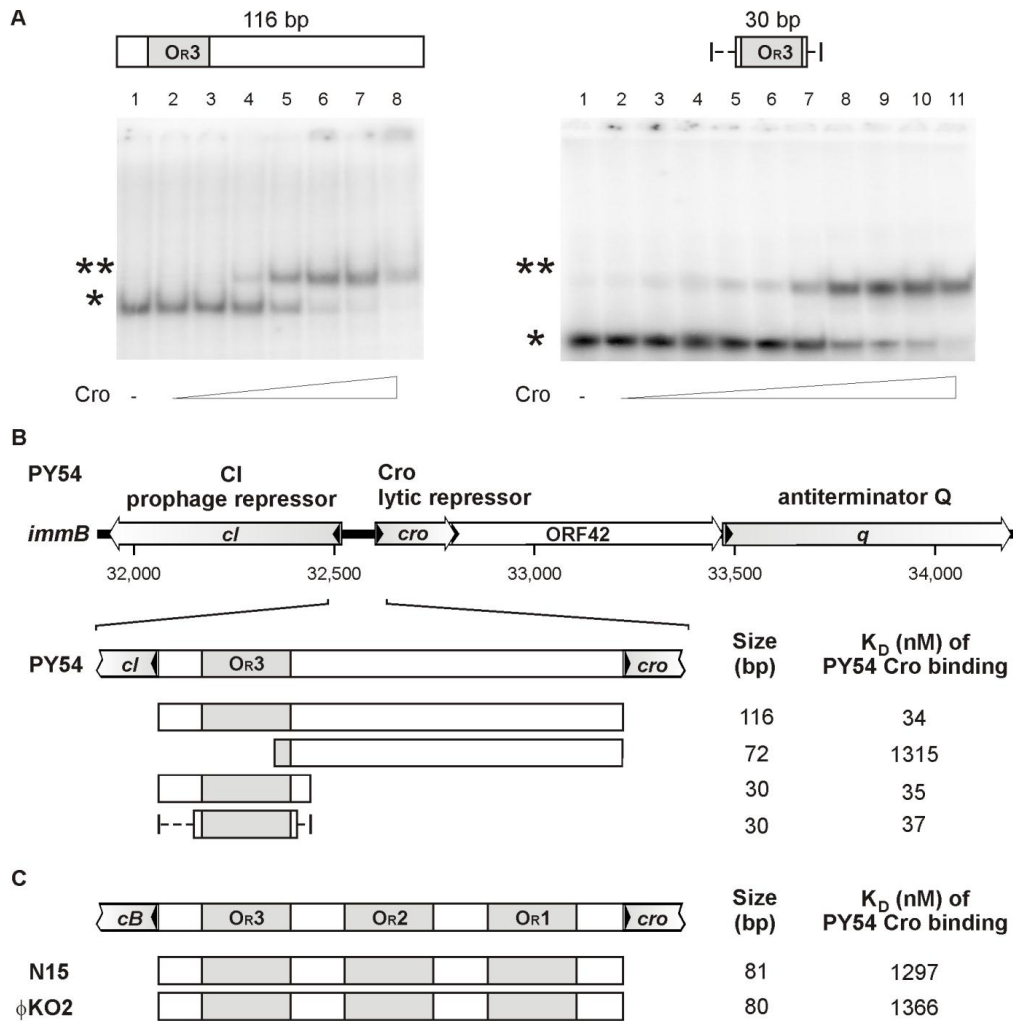 A
116 bp
30 bp
OR3
OR3
1 2 3 4 5 6 7 8
1 2 3 4 5 6 7 8 9 10 11
**
*
**
*
Cro -
Cro -
B
PY54
CI
prophage repressor
Cro
lytic repressor
antiterminator Q
immB
cI
cro
ORF42
q
32,000 32,500 33,000 33,500 34,000
PY54
cI
OR3
cro
Size
(bp)
KD (nM) of
PY54 Cro binding
116 34
72 1315
30 35
30 37
C
cB
OR3
OR2
OR1
cro
Size
(bp)
KD (nM) of
PY54 Cro binding
N15 81 1297
ϕKO2 80 1366